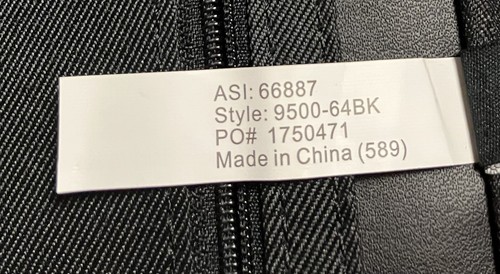 ASI: 66887
Style: 9500-64BK
PO# 1750471
Made in China (589)